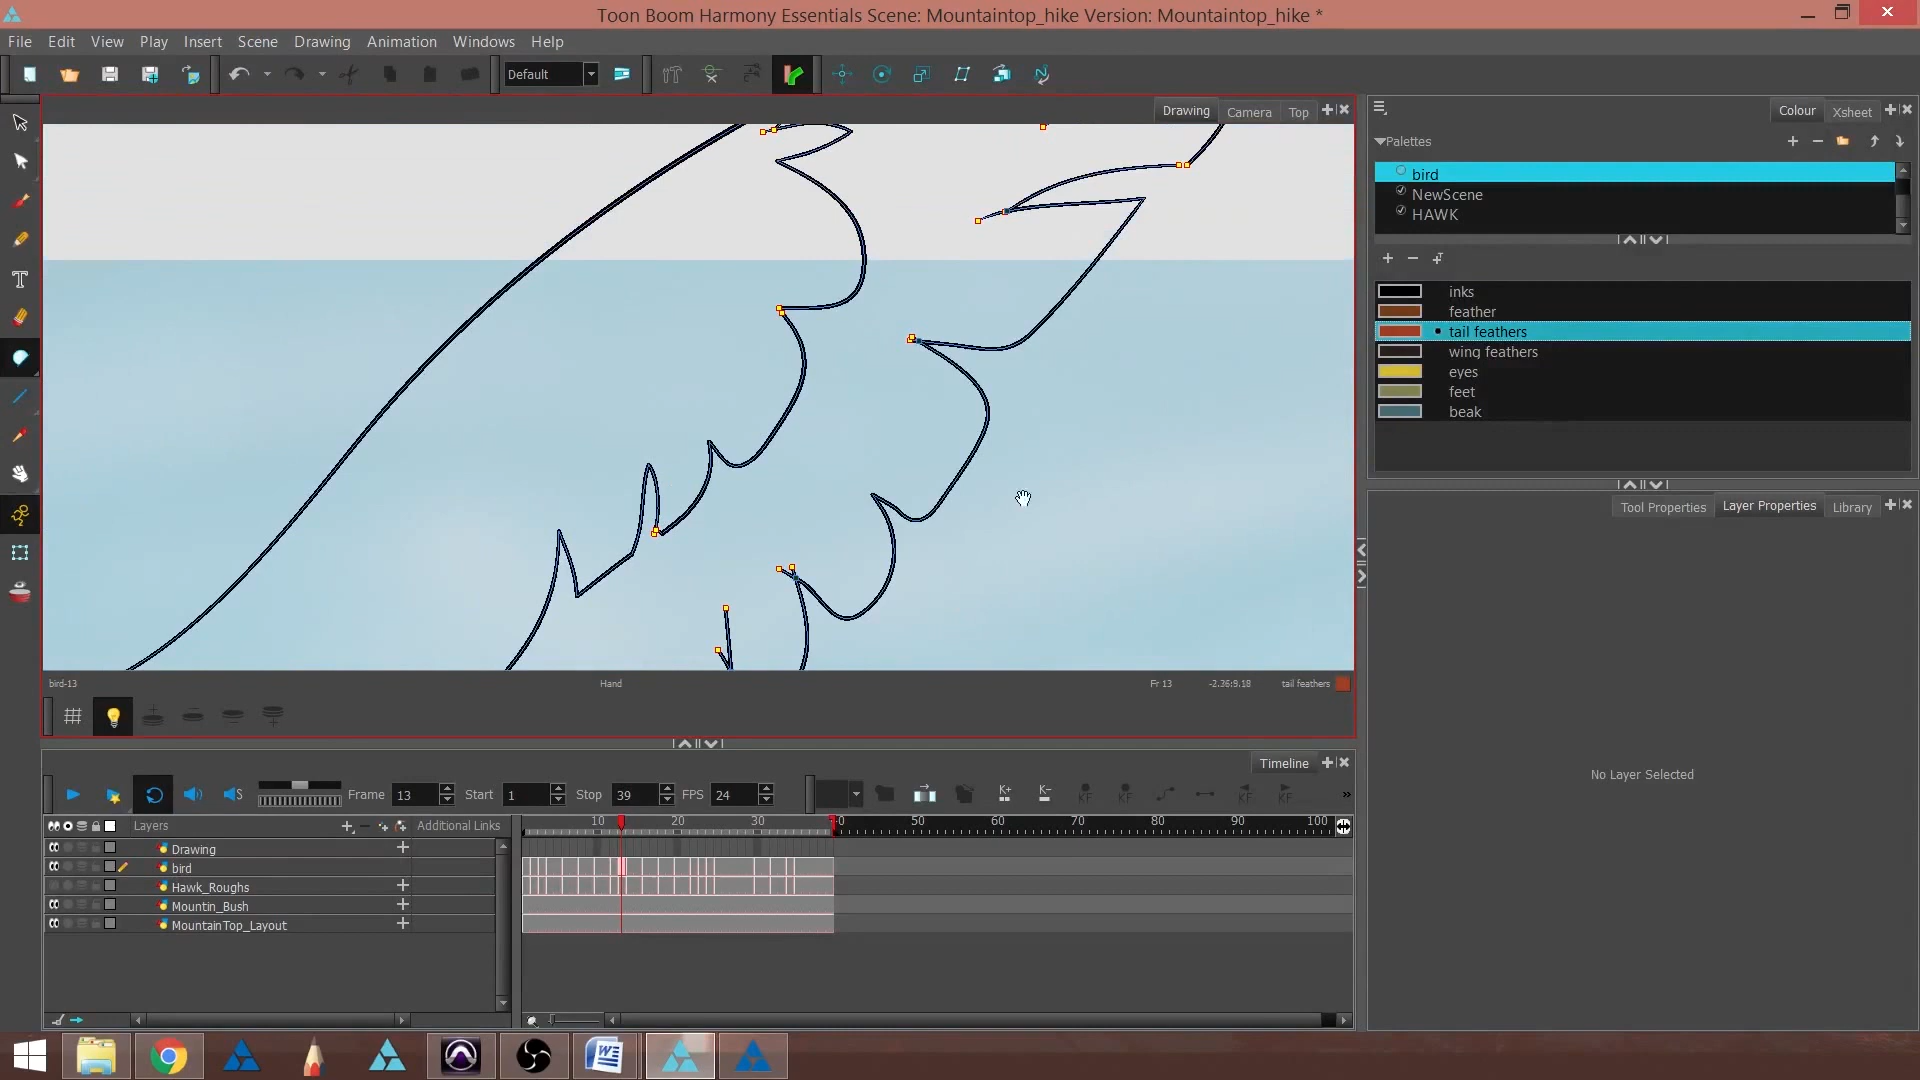 Toon Boom Harmony Essentials Scene: Mountaintop_hike Version: Mountaintop_hike *
File Edit View Play Insert Scene Drawing Animation Windows Help
Default
Drawing Camera Top
Colour Xsheet
Palettes
bird
NewScene
HAWK
inks
feather
tail feathers
wing feathers
eyes
feet
beak
Tool Properties Layer Properties Library
No Layer Selected
bird-13 Hand Fr 13 -2.36:9.18 tail feathers
Timeline
Frame 13 Start 1 Stop 39 FPS 24
K+ K- KF KF KF KF
Layers Additional Links
10 20 30 40 50 60 70 80 90 100
Drawing
bird
Hawk_Roughs
Mountin_Bush
MountainTop_Layout